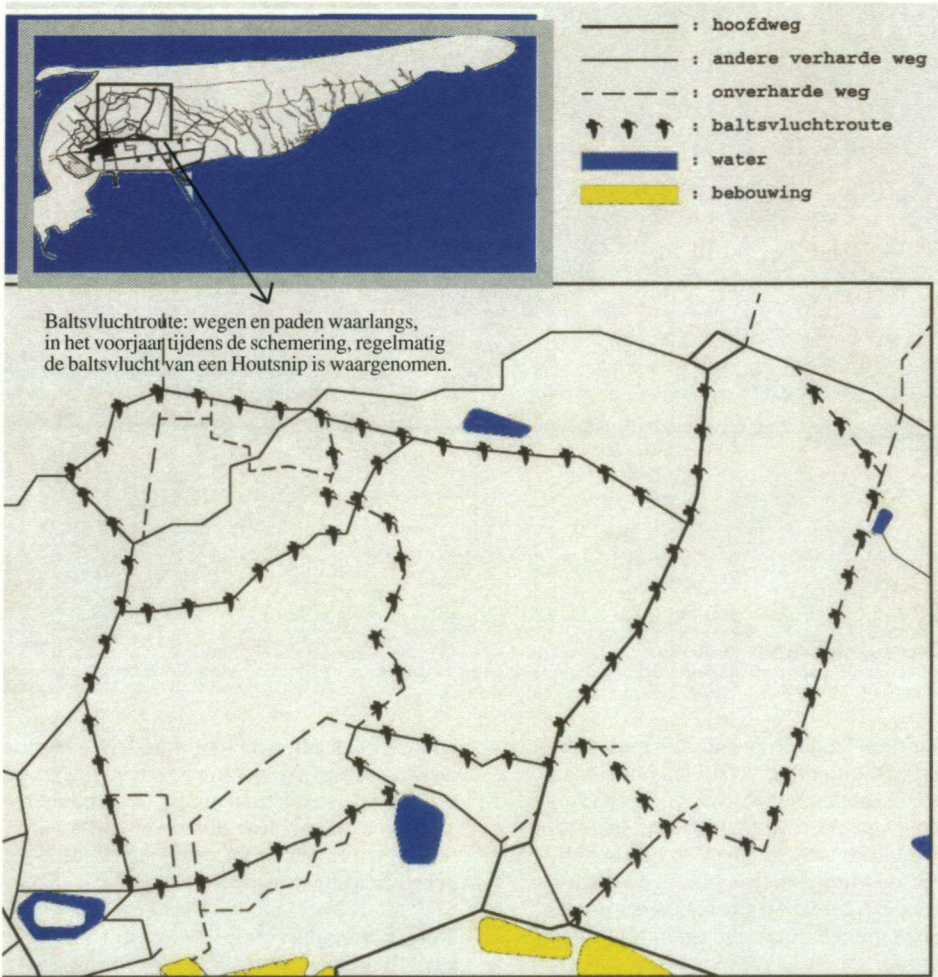 : hoofdweg
: andere verharde weg
: onverharde weg
: baltsvluchtroute
: water
: bebouwing
Baltsvluchtroute: wegen en paden waarlangs,
in het voorjaar tijdens de schemering, regelmatig
de baltsvlucht van een Houtsnip is waargenomen.